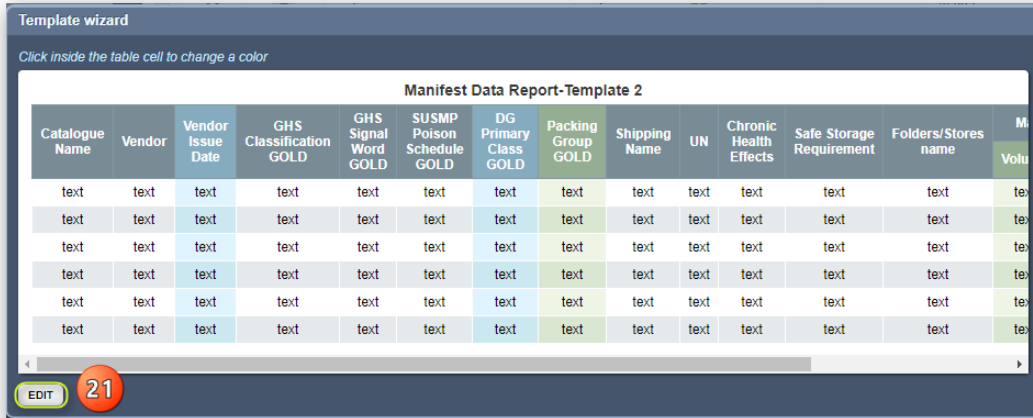 Template wizard
Click inside the table cell to change a color
Manifest Data Report-Template 2
Catalogue Name Vendor Vendor Issue Date GHS Classification GOLD GHS Signal Word GOLD SUSMP Poison Schedule GOLD DG Primary Class GOLD Packing Group GOLD Shipping Name UN Chronic Health Effects Safe Storage Requirement Folders/Stores name
text text text text text text text text text text text text text
text text text text text text text text text text text text text
text text text text text text text text text text text text text
text text text text text text text text text text text text text
text text text text text text text text text text text text text
text text text text text text text text text text text text text
EDIT 21